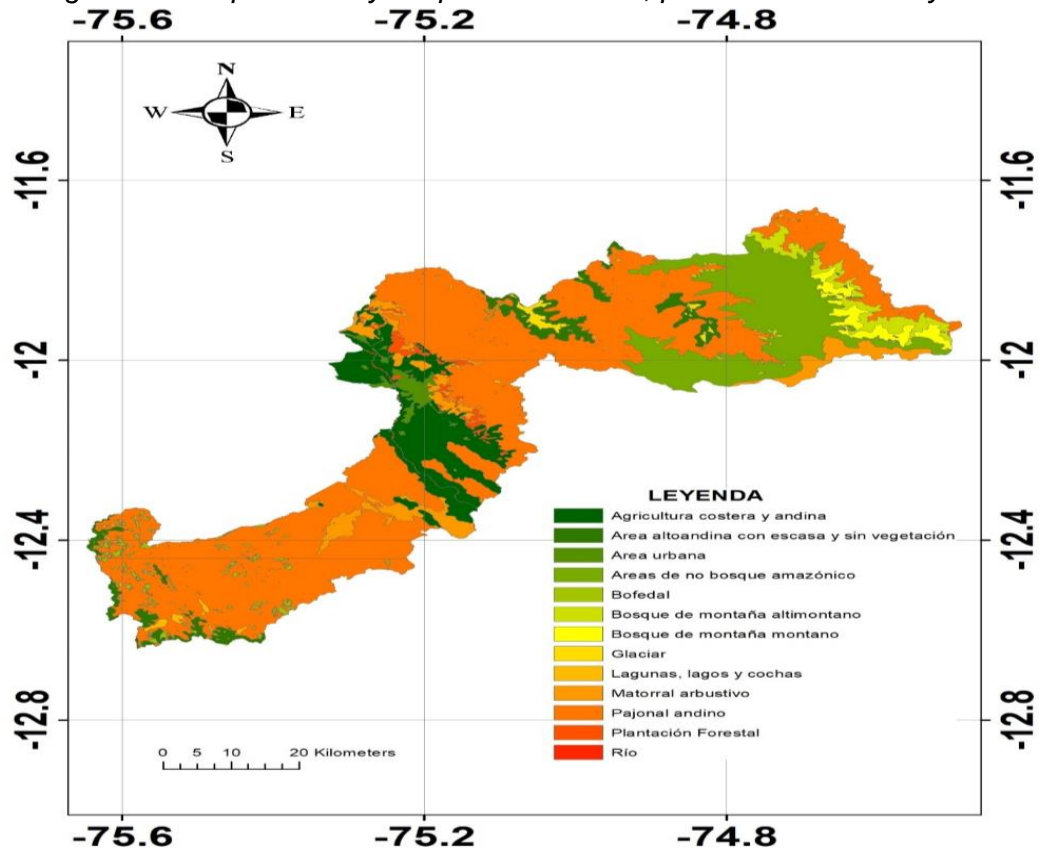 -75.6 -75.2 -74.8
N
W E
S
-11.6 -11.6
-12 -12
LEYENDA
Agricultura costera y andina
-12.4 Area altoandina con escasa y sin vegetación -12.4
Area urbana
Areas de no bosque amazónico
Bofedal
Bosque de montaña altimontano
Bosque de montaña montano
Glaciar
Lagunas, lagos y cochas
Matorral arbustivo
-12.8 Pajonal andino -12.8
Plantación Forestal
0 5 10 20 Kilometers
Río
-75.6 -75.2 -74.8